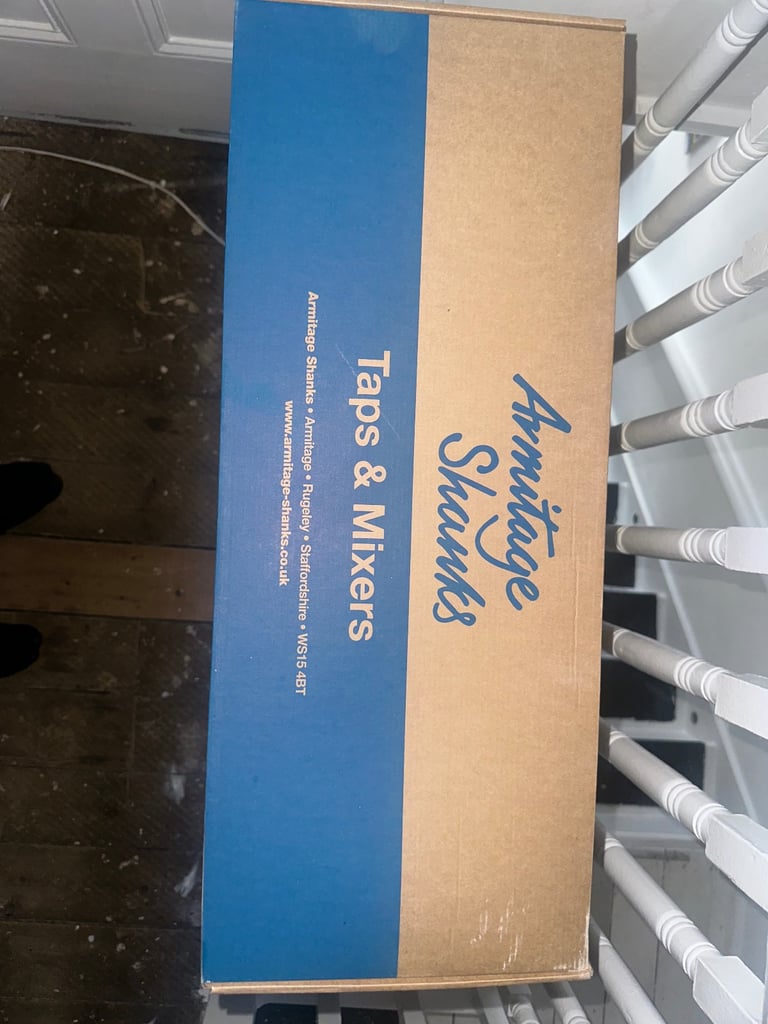 Armitage
Shanks
Taps & Mixers
Armitage Shanks • Armitage • Rugeley • Staffordshire • WS15 4BT
www.armitage-shanks.co.uk